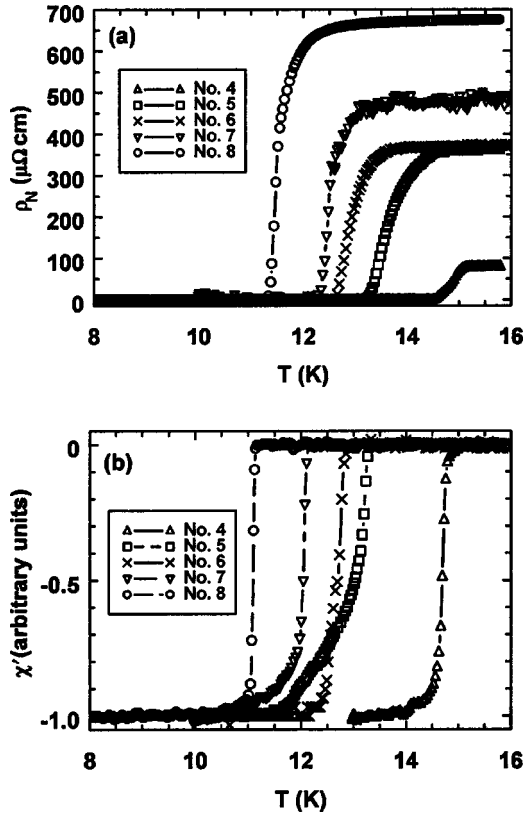 700
600
500
400
300
200
100
0
ρN (μΩcm)
(a)
No. 4
No. 5
No. 6
No. 7
No. 8
8 10 12 14 16
T (K)
0
-0.5
-1.0
χ′(arbitrary units)
(b)
No. 4
No. 5
No. 6
No. 7
No. 8
8 10 12 14 16
T (K)